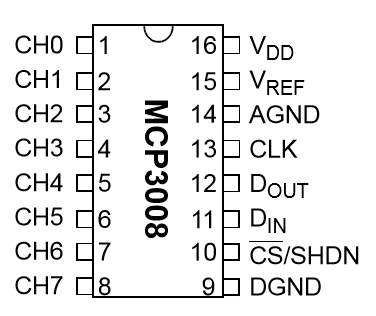 CH0 1 16 VDD
CH1 2 15 VREF
CH2 3 14 AGND
CH3 4 13 CLK
CH4 5 12 DOUT
CH5 6 11 DIN
CH6 7 10 C̅S̅/SHDN
CH7 8 9 DGND
MCP3008